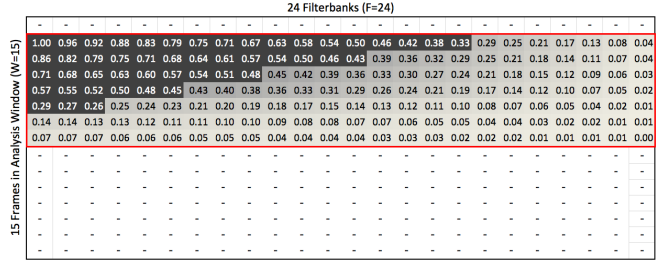 24 Filterbanks (F=24)
15 Frames in Analysis Window (W=15)
- - - - - - - - - - - - - - - - - - - - - - - -
1.00 0.96 0.92 0.88 0.83 0.79 0.75 0.71 0.67 0.63 0.58 0.54 0.50 0.46 0.42 0.38 0.33 0.29 0.25 0.21 0.17 0.13 0.08 0.04
0.86 0.82 0.79 0.75 0.71 0.68 0.64 0.61 0.57 0.54 0.50 0.46 0.43 0.39 0.36 0.32 0.29 0.25 0.21 0.18 0.14 0.11 0.07 0.04
0.71 0.68 0.65 0.63 0.60 0.57 0.54 0.51 0.48 0.45 0.42 0.39 0.36 0.33 0.30 0.27 0.24 0.21 0.18 0.15 0.12 0.09 0.06 0.03
0.57 0.55 0.52 0.50 0.48 0.45 0.43 0.40 0.38 0.36 0.33 0.31 0.29 0.26 0.24 0.21 0.19 0.17 0.14 0.12 0.10 0.07 0.05 0.02
0.29 0.27 0.26 0.25 0.24 0.23 0.21 0.20 0.19 0.18 0.17 0.15 0.14 0.13 0.12 0.11 0.10 0.08 0.07 0.06 0.05 0.04 0.02 0.01
0.14 0.14 0.13 0.13 0.12 0.11 0.11 0.10 0.10 0.09 0.08 0.08 0.07 0.07 0.06 0.05 0.05 0.04 0.04 0.03 0.02 0.02 0.01 0.01
0.07 0.07 0.07 0.06 0.06 0.06 0.05 0.05 0.05 0.04 0.04 0.04 0.04 0.03 0.03 0.03 0.02 0.02 0.02 0.01 0.01 0.01 0.01 0.00
- - - - - - - - - - - - - - - - - - - - - - - -
- - - - - - - - - - - - - - - - - - - - - - - -
- - - - - - - - - - - - - - - - - - - - - - - -
- - - - - - - - - - - - - - - - - - - - - - - -
- - - - - - - - - - - - - - - - - - - - - - - -
- - - - - - - - - - - - - - - - - - - - - - - -
- - - - - - - - - - - - - - - - - - - - - - - -